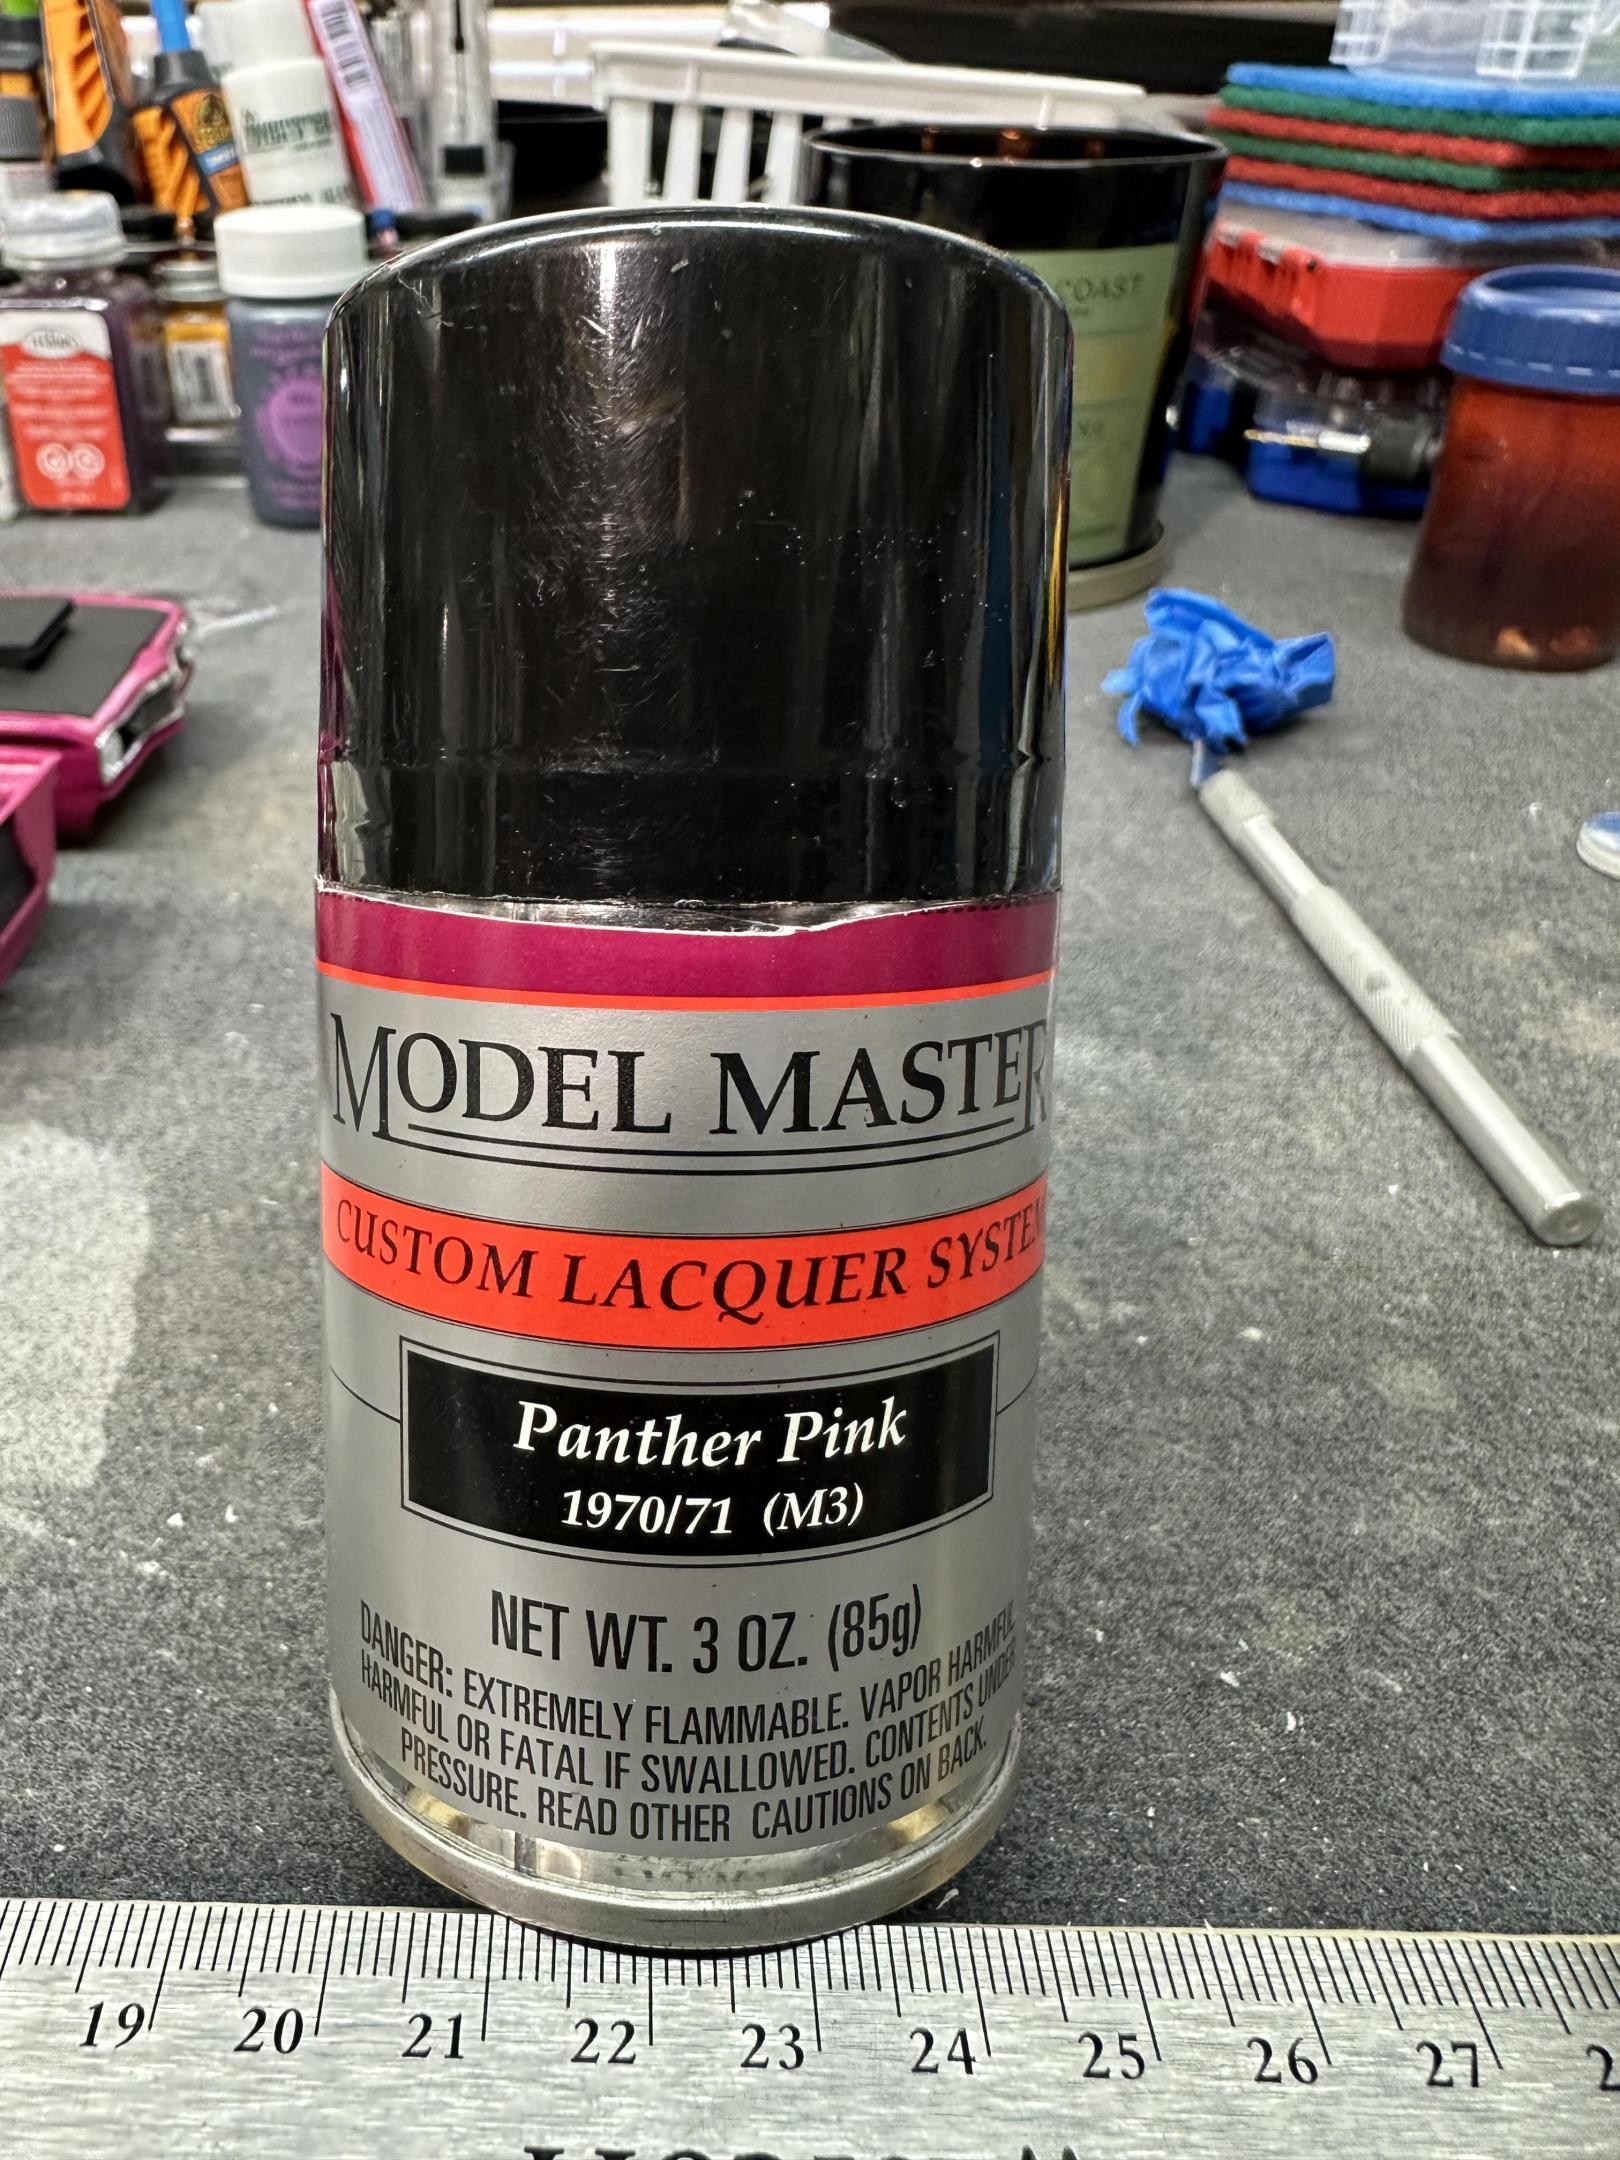 COAST
MODEL MASTER
CUSTOM LACQUER SYSTEM
Panther Pink
1970/71 (M3)
NET WT. 3 OZ. (85g)
DANGER: EXTREMELY FLAMMABLE. VAPOR HARMFUL.
HARMFUL OR FATAL IF SWALLOWED. CONTENTS UNDER
PRESSURE. READ OTHER CAUTIONS ON BACK.
19 20 21 22 23 24 25 26 27